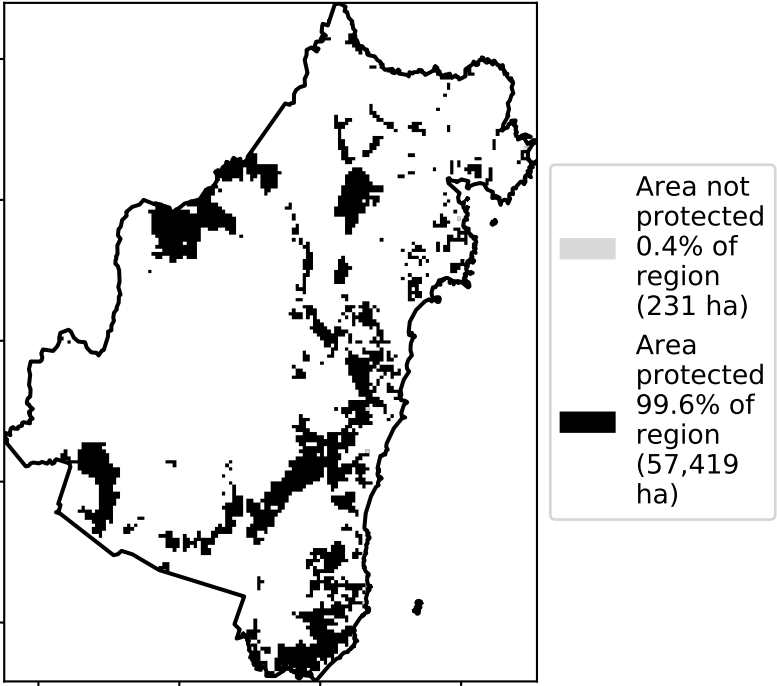 Area not
protected
0.4% of
region
(231 ha)
Area
protected
99.6% of
region
(57,419
ha)